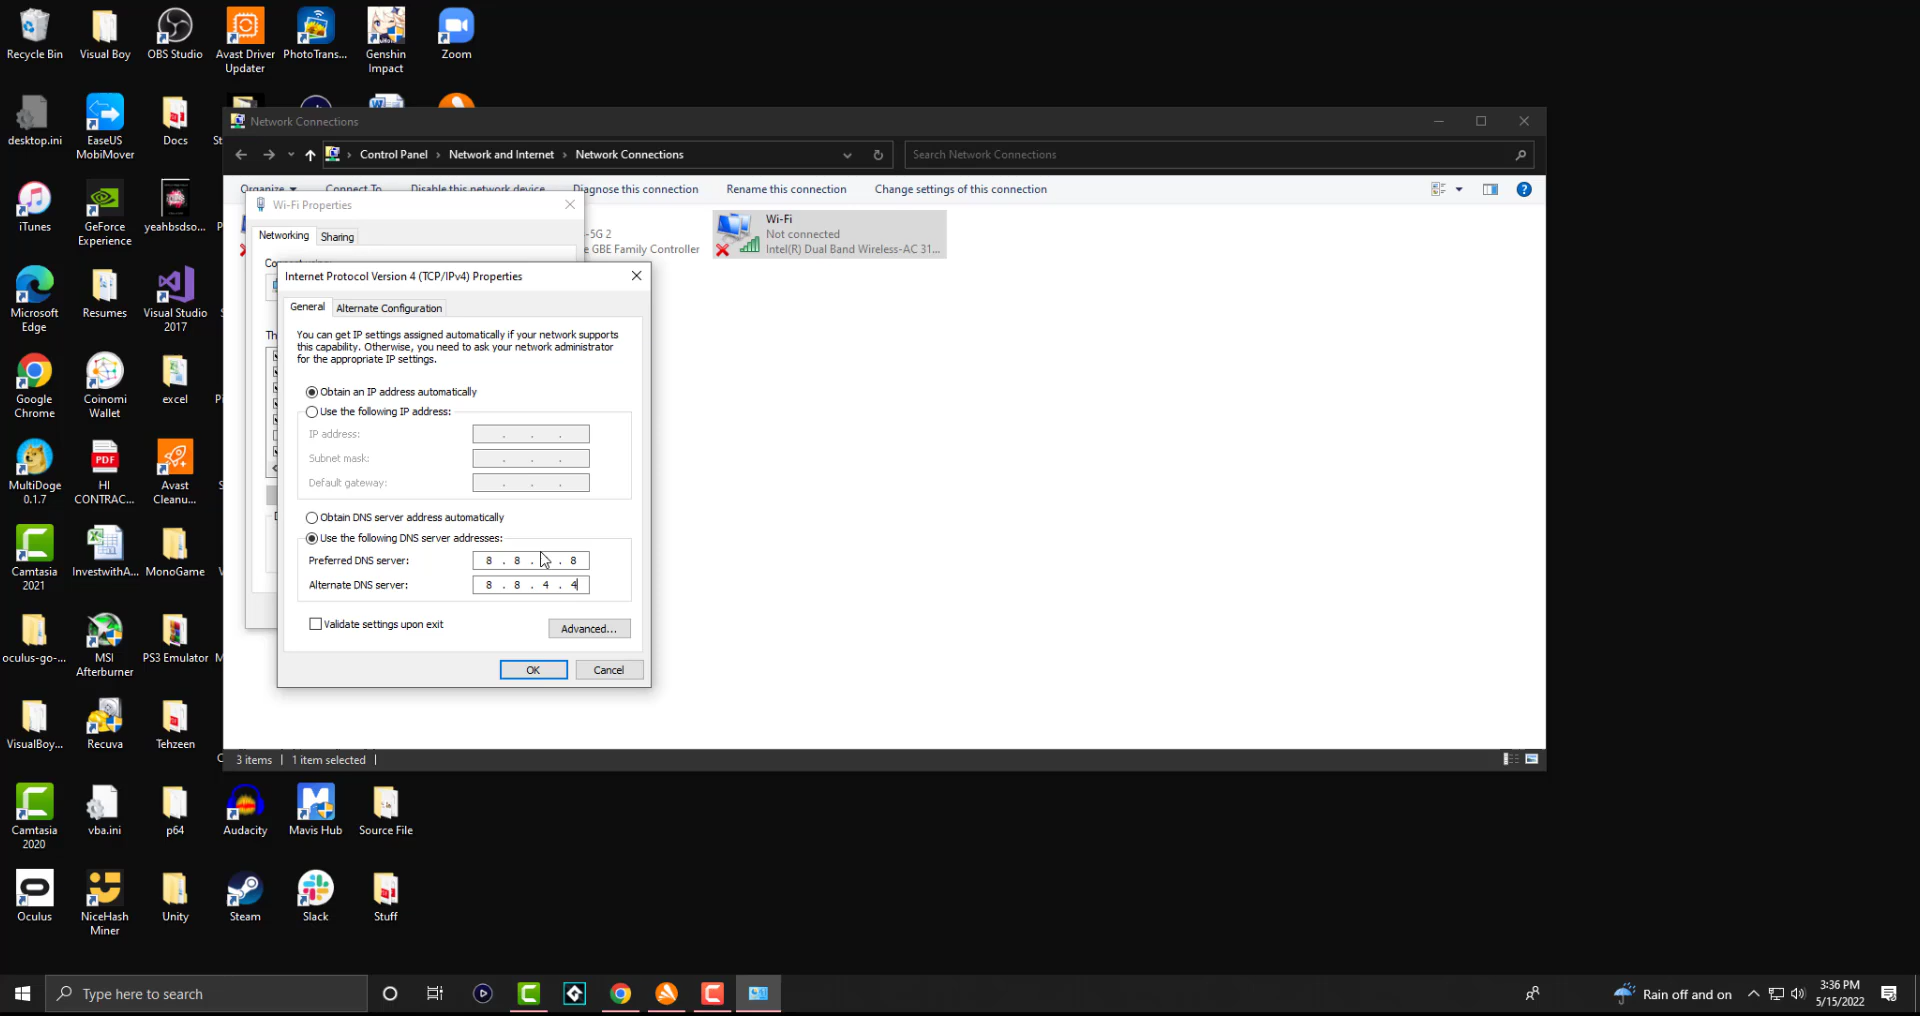 Recycle Bin
Visual Boy
OBS Studio
Avast Driver
Updater
PhotoTrans...
Genshin
Impact
Zoom
desktop.ini
EaseUS
MobiMover
Docs
iTunes
GeForce
Experience
yeahbsdso...
Microsoft
Edge
Resumes
Visual Studio
2017
Google
Chrome
Coinomi
Wallet
excel
MultiDoge
0.1.7
HI
CONTRAC...
Avast
Cleanu...
Camtasia
2021
InvestwithA...
MonoGame
oculus-go-...
MSI
Afterburner
PS3 Emulator
VisualBoy...
Recuva
Tehzeen
Camtasia
2020
vba.ini
p64
Audacity
Mavis Hub
Source File
Oculus
NiceHash
Miner
Unity
Steam
Slack
Stuff
Network Connections
Control Panel › Network and Internet › Network Connections
Search Network Connections
Organize Connect To Disable this network device Diagnose this connection Rename this connection Change settings of this connection
-5G 2
GBE Family Controller
Wi-Fi
Not connected
Intel(R) Dual Band Wireless-AC 31...
Wi-Fi Properties
Networking Sharing
Internet Protocol Version 4 (TCP/IPv4) Properties
General Alternate Configuration
You can get IP settings assigned automatically if your network supports
this capability. Otherwise, you need to ask your network administrator
for the appropriate IP settings.
Obtain an IP address automatically
Use the following IP address:
IP address: . . .
Subnet mask: . . .
Default gateway: . . .
Obtain DNS server address automatically
Use the following DNS server addresses:
Preferred DNS server: 8 . 8 . . 8
Alternate DNS server: 8 . 8 . 4 . 4
Validate settings upon exit
Advanced...
OK Cancel
3 items 1 item selected
Type here to search
PDF
Rain off and on
3:36 PM
5/15/2022